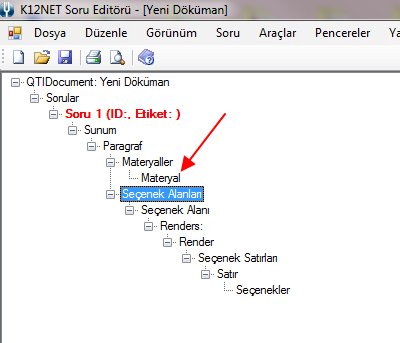 K12NET Soru Editörü - [Yeni Döküman]
Dosya Düzenle Görünüm Soru Araçlar Pencereler Ya
QTIDocument: Yeni Döküman
Sorular
Soru 1 (ID:, Etiket: )
Sunum
Paragraf
Materyaller
Materyal
Seçenek Alanları
Seçenek Alanı
Renders:
Render
Seçenek Satırları
Satır
Seçenekler